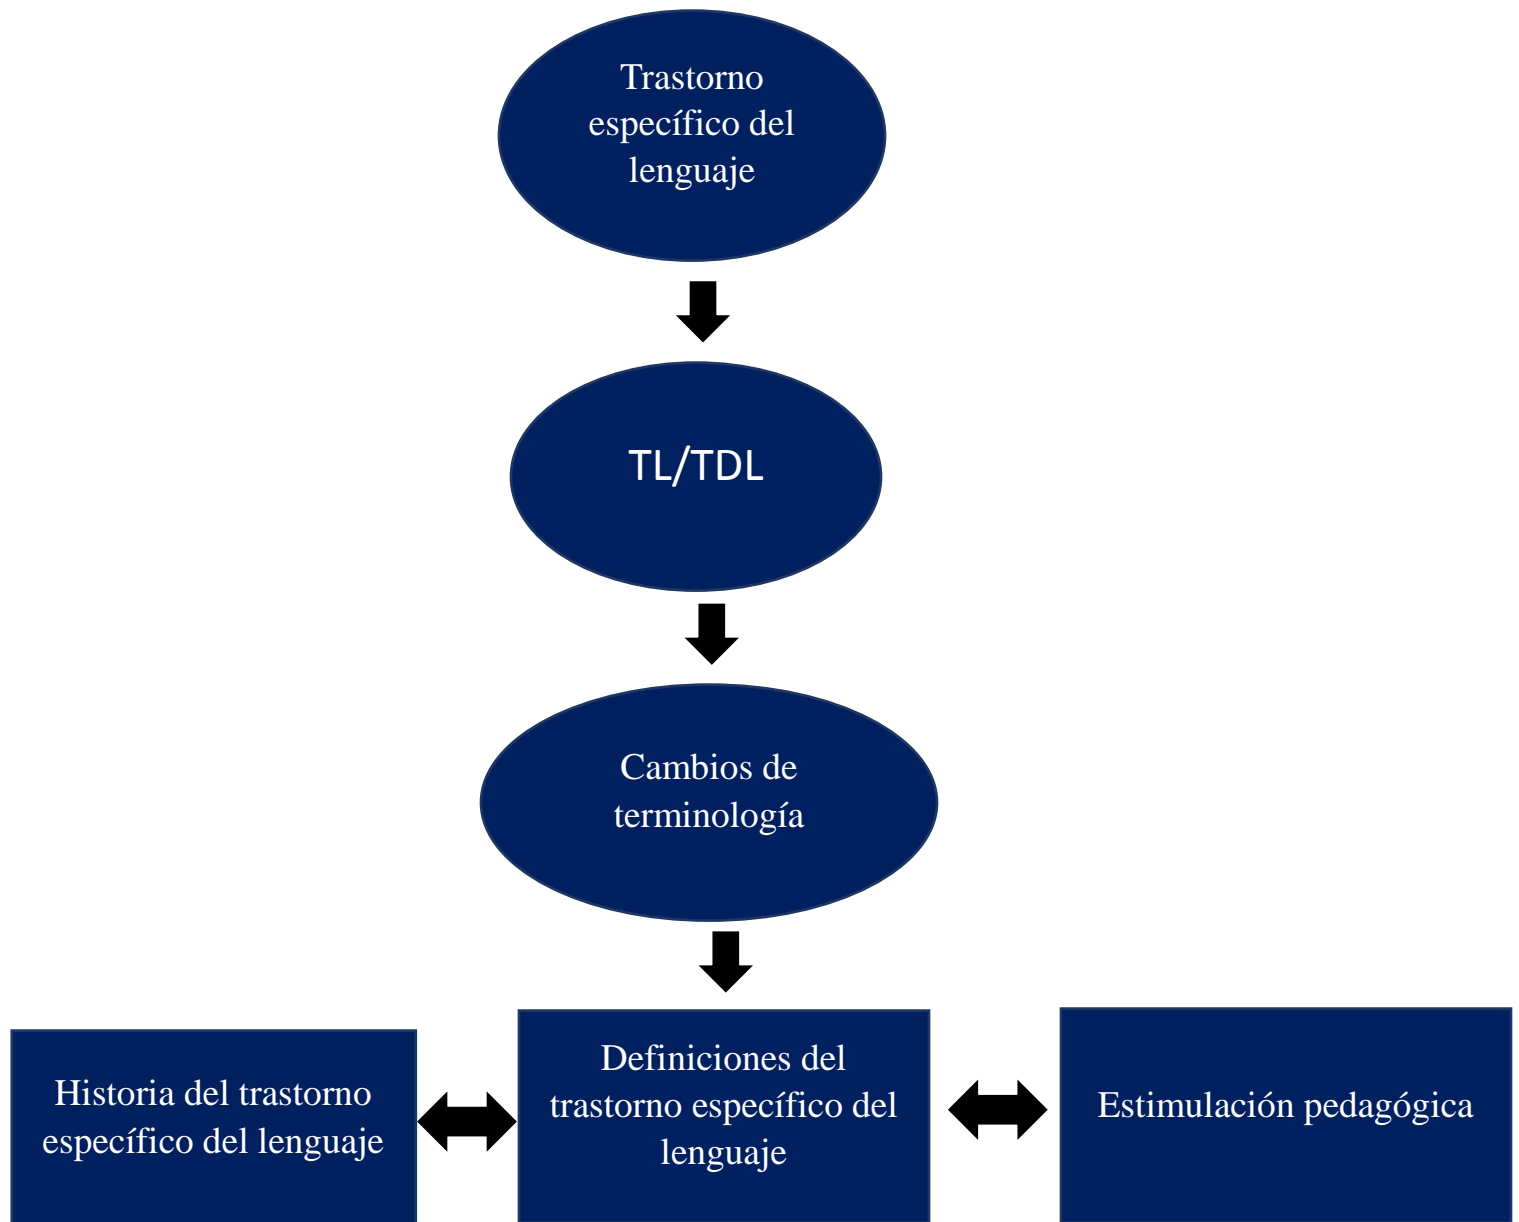 Trastorno
específico del
lenguaje
TL/TDL
Cambios de
terminología
Historia del trastorno
específico del lenguaje
Definiciones del
trastorno específico del
lenguaje
Estimulación pedagógica